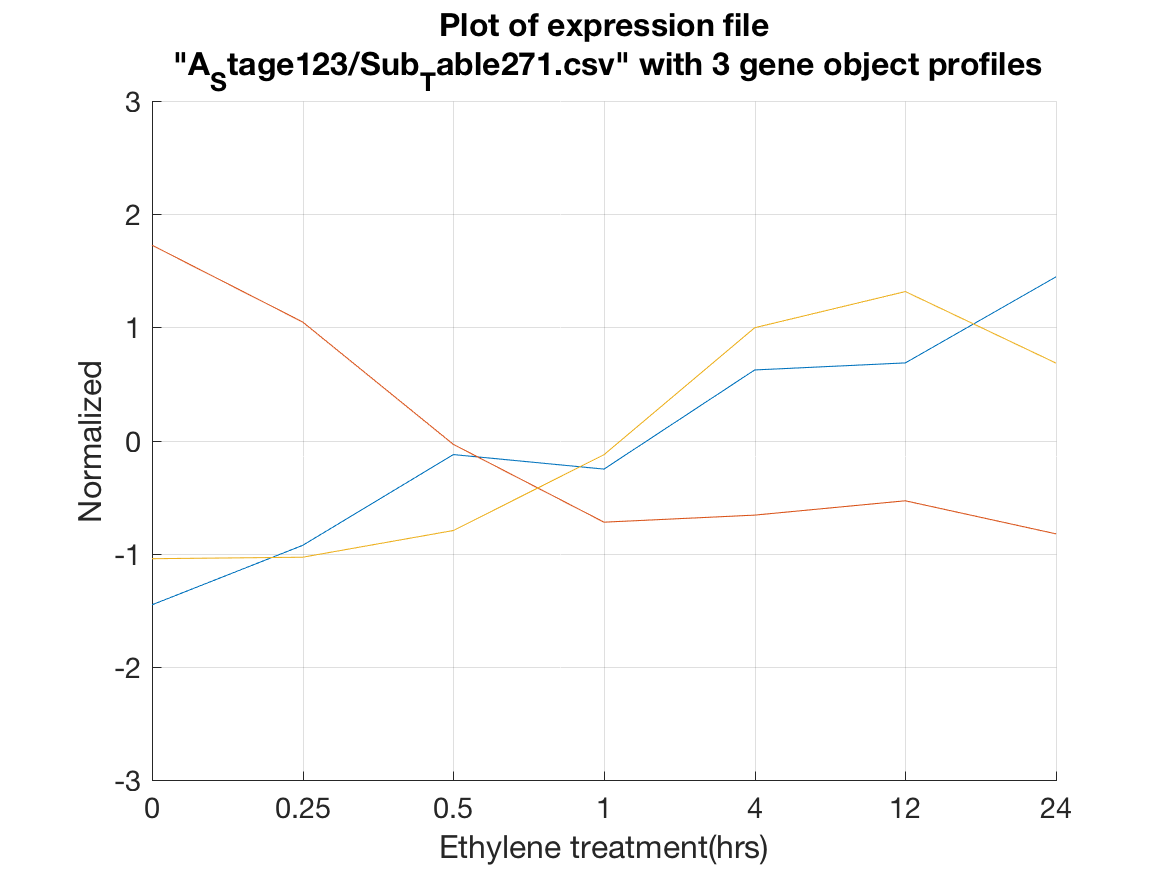 Plot of expression file
"A_Stage123/Sub_Table271.csv" with 3 gene object profiles
3
2
1
0
-1
-2
-3
Normalized
0 0.25 0.5 1 4 12 24
Ethylene treatment(hrs)